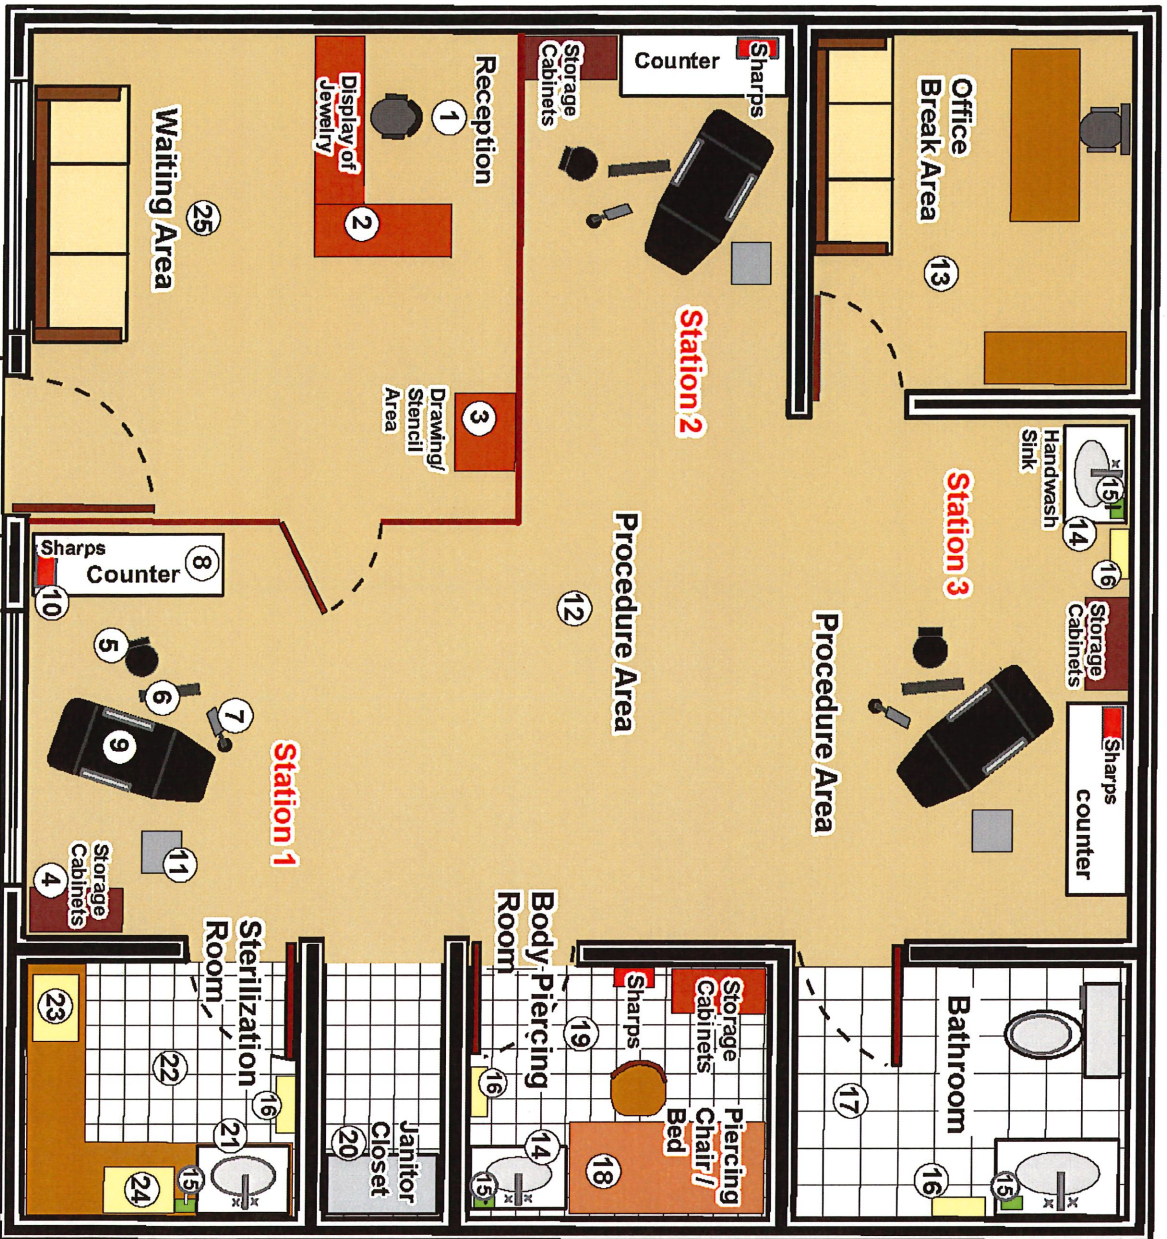 Office
Break Area
13
Handwash
Sink
15
14
16
Station 3
Storage
Cabinets
Sharps
counter
Procedure Area
Bathroom
17
16
15
Counter
Sharps
Storage
Cabinets
Station 2
Procedure Area
12
Body Piercing
Room
Sharps
Storage
Cabinets
19
16
14
15
Piercing
Chair /
Bed
18
Reception
1
Display of
Jewelry
2
Drawing/
Stencil
Area
3
Waiting Area
25
Janitor
Closet
20
Sharps
Counter
8
10
5
6
7
9
Station 1
11
Storage
Cabinets
4
Sterilization
Room
22
16
21
15
23
24